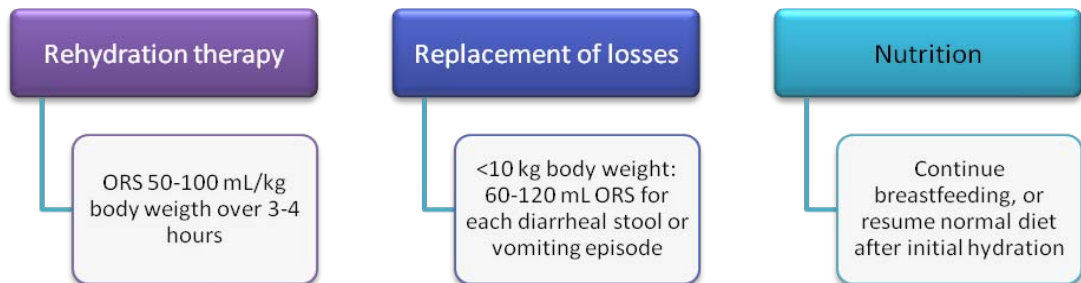 Rehydration therapy
ORS 50-100 mL/kg
body weigth over 3-4
hours
Replacement of losses
<10 kg body weight:
60-120 mL ORS for
each diarrheal stool or
vomiting episode
Nutrition
Continue
breastfeeding, or
resume normal diet
after initial hydration